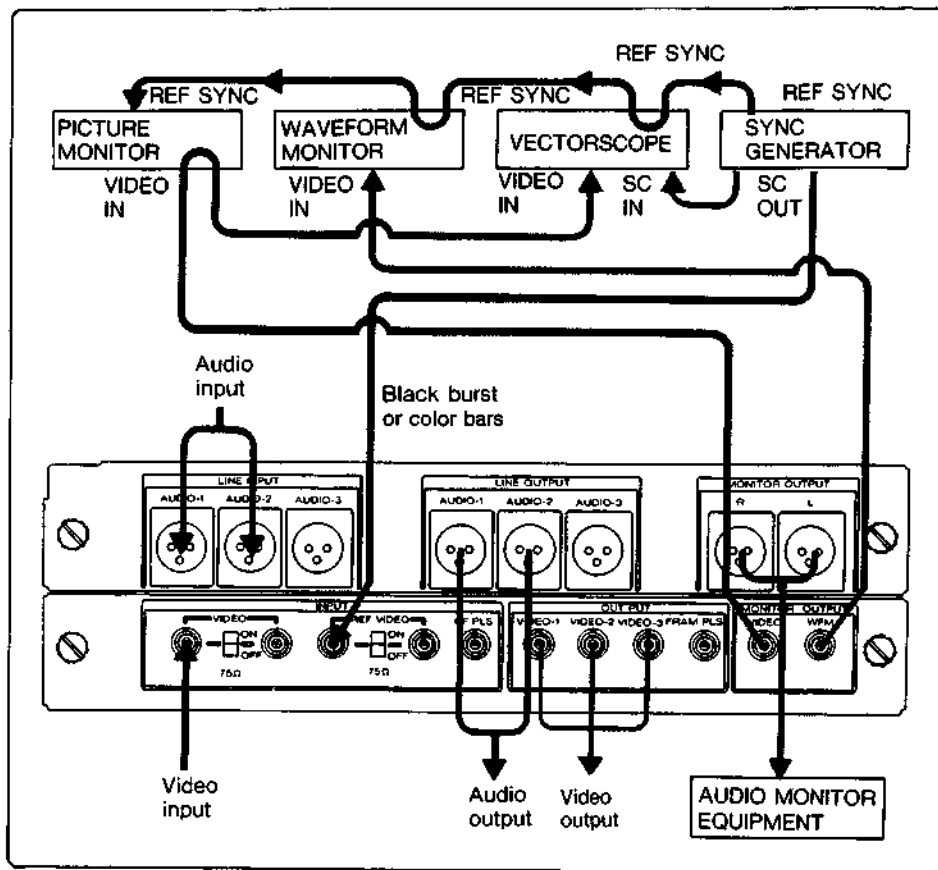 REF SYNC
REF SYNC
REF SYNC
REF SYNC
PICTURE
MONITOR
WAVEFORM
MONITOR
VECTORSCOPE
SYNC
GENERATOR
VIDEO
IN
VIDEO
IN
VIDEO
IN
SC
IN
SC
OUT
Audio
input
Black burst
or color bars
LINE INPUT
AUDIO-1
AUDIO-2
AUDIO-3
LINE OUTPUT
AUDIO-1
AUDIO-2
AUDIO-3
MONITOR OUTPUT
R
L
INPUT
VIDEO
ON
OFF
75Ω
REF VIDEO
ON
OFF
75Ω
CF PLS
OUTPUT
VIDEO-1
VIDEO-2
VIDEO-3
FRAM PLS
MONITOR OUTPUT
VIDEO
WFM
Video
input
Audio
output
Video
output
AUDIO MONITOR
EQUIPMENT